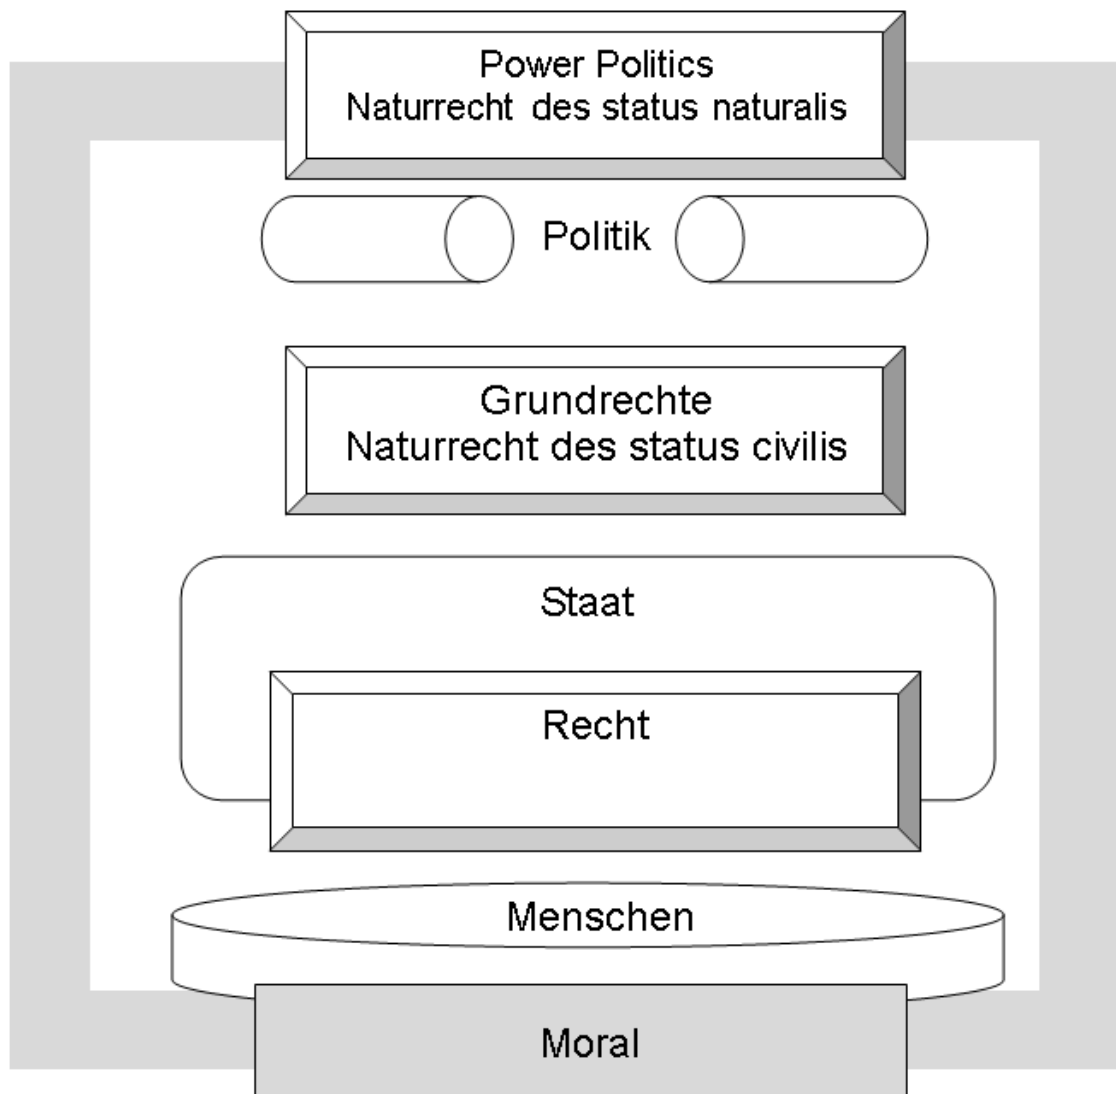 Power Politics
Naturrecht des status naturalis
Politik
Grundrechte
Naturrecht des status civilis
Staat
Recht
Menschen
Moral